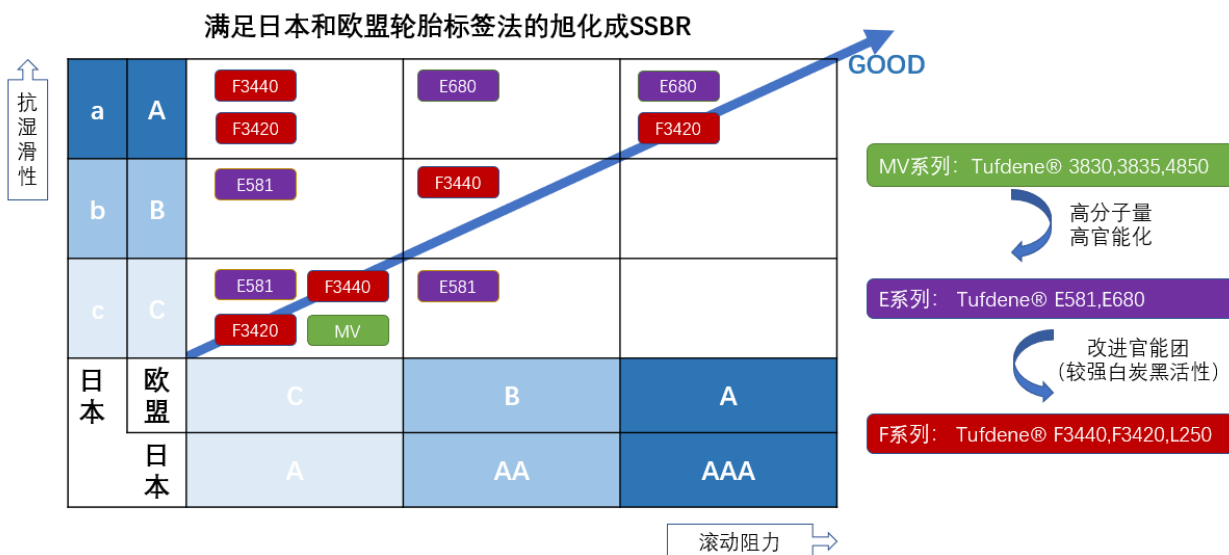 满足日本和欧盟轮胎标签法的旭化成SSBR
GOOD
抗湿滑性
a
A
F3440
F3420
E680
E680
F3420
b
B
E581
F3440
c
C
E581
F3440
F3420
MV
E581
日本
欧盟
C
B
A
日本
A
AA
AAA
滚动阻力
MV系列： Tufdene® 3830,3835,4850
高分子量
高官能化
E系列： Tufdene® E581,E680
改进官能团
（较强白炭黑活性）
F系列： Tufdene® F3440,F3420,L250